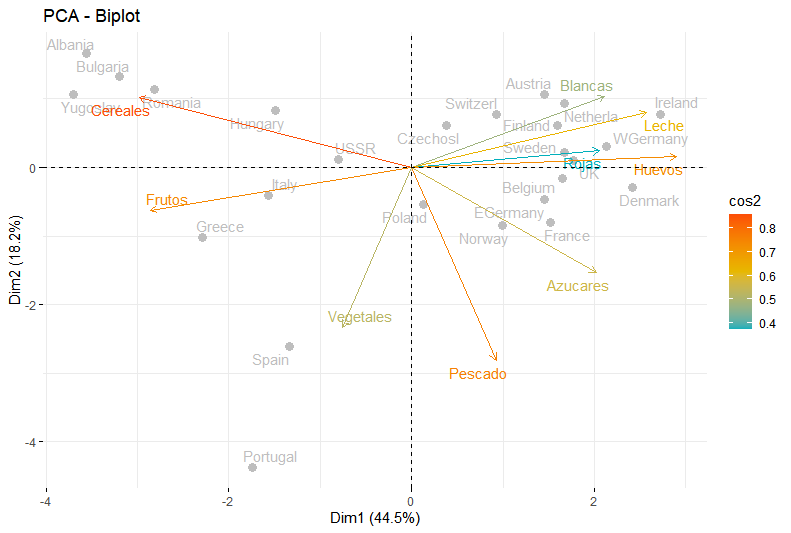 PCA - Biplot
Albania
Bulgaria
Yugoslav
Romania
Cereales
Hungary
USSR
Austria
Blancas
Switzerl
Ireland
Czechosl
Finland
Netherla
Leche
Sweden
WGermany
Rojas
UK
Huevos
Italy
Frutos
Greece
Poland
Belgium
EGermany
Denmark
Norway
France
Azucares
Vegetales
Spain
Pescado
Portugal
0
-2
-4
Dim2 (18.2%)
-4
-2
0
2
Dim1 (44.5%)
cos2
0.8
0.7
0.6
0.5
0.4